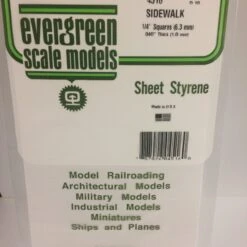 evergreen
scale models
4516
SIDEWALK
1/4" Squares (6.3 mm)
.040" Thick (1.0 mm)
Sheet Styrene
Made in U.S.A.
Model Railroading
Architectural Models
Military Models
Industrial Models
Miniatures
Ships and Planes